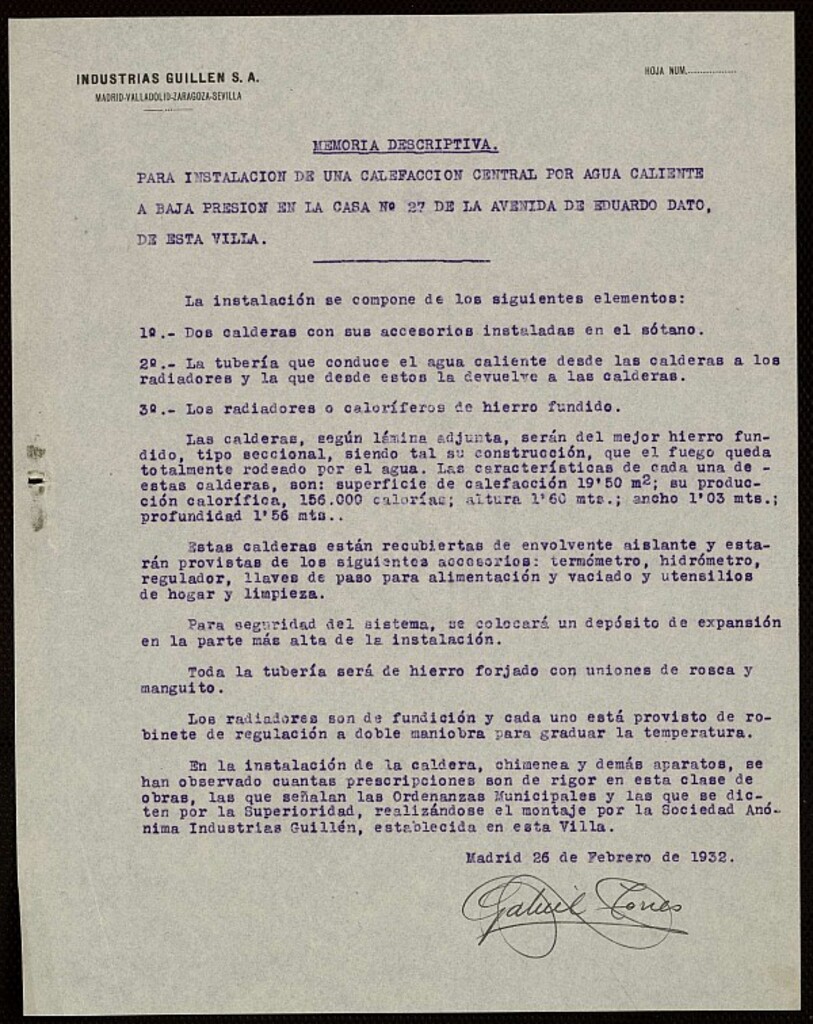 INDUSTRIAS GUILLEN S. A.
MADRID-VALLADOLID-ZARAGOZA-SEVILLA
HOJA NUM................
MEMORIA DESCRIPTIVA.
PARA INSTALACION DE UNA CALEFACCION CENTRAL POR AGUA CALIENTE
A BAJA PRESION EN LA CASA Nº 27 DE LA AVENIDA DE EDUARDO DATO,
DE ESTA VILLA.
La instalación se compone de los siguientes elementos:
1º.- Dos calderas con sus accesorios instaladas en el sótano.
2º.- La tubería que conduce el agua caliente desde las calderas a los
radiadores y la que desde estos la devuelve a las calderas.
3º.- Los radiadores o caloríferos de hierro fundido.
Las calderas, según lámina adjunta, serán del mejor hierro fun-
dido, tipo seccional, siendo tal su construcción, que el fuego queda
totalmente rodeado por el agua. Las características de cada una de -
estas calderas, son: superficie de calefacción 19'50 m2; su produc-
ción calorífica, 156.000 calorías; altura 1'60 mts.; ancho 1'03 mts.;
profundidad 1'56 mts..
Estas calderas están recubiertas de envolvente aislante y esta-
rán provistas de los siguientes accesorios: termómetro, hidrómetro,
regulador, llaves de paso para alimentación y vaciado y utensilios
de hogar y limpieza.
Para seguridad del sistema, se colocará un depósito de expansión
en la parte más alta de la instalación.
Toda la tubería será de hierro forjado con uniones de rosca y
manguito.
Los radiadores son de fundición y cada uno está provisto de ro-
binete de regulación a doble maniobra para graduar la temperatura.
En la instalación de la caldera, chimenea y demás aparatos, se
han observado cuantas prescripciones son de rigor en esta clase de
obras, las que señalan las Ordenanzas Municipales y las que se dic-
ten por la Superioridad, realizándose el montaje por la Sociedad Anó-
nima Industrias Guillén, establecida en esta Villa.
Madrid 26 de Febrero de 1932.
Gabriel Torres